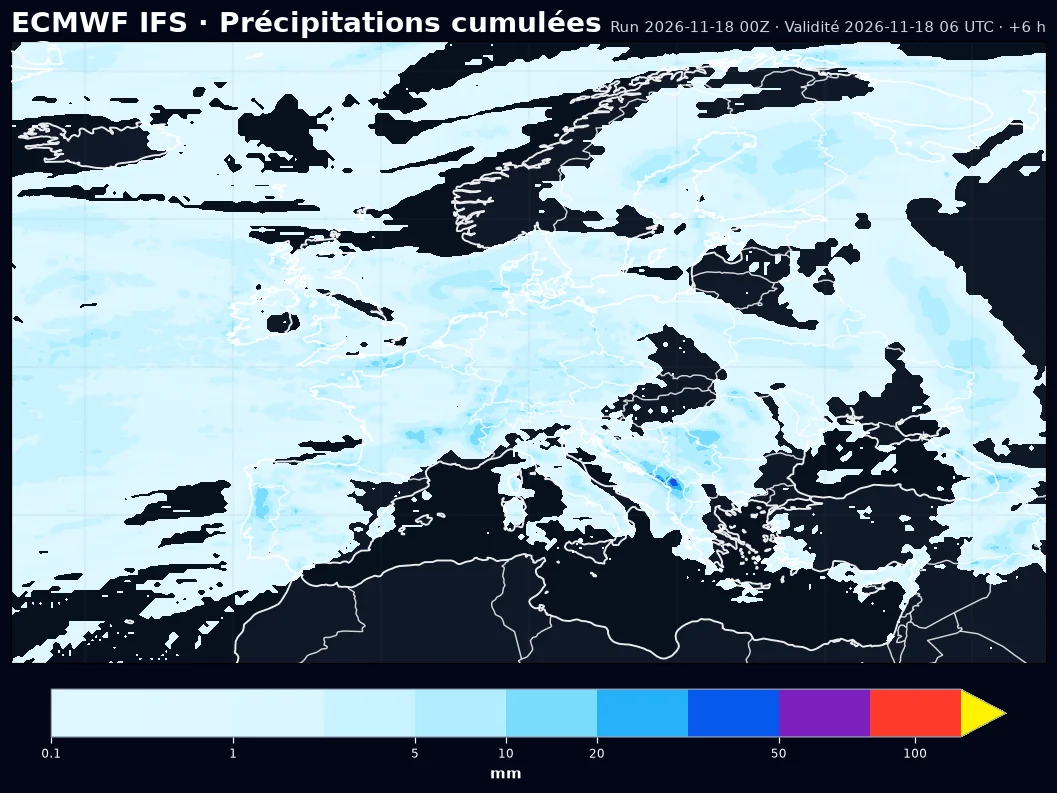 ECMWF IFS · Précipitations cumulées Run 2026-11-18 00Z · Validité 2026-11-18 06 UTC · +6 h
0.1 1 5 10 20 50 100
mm